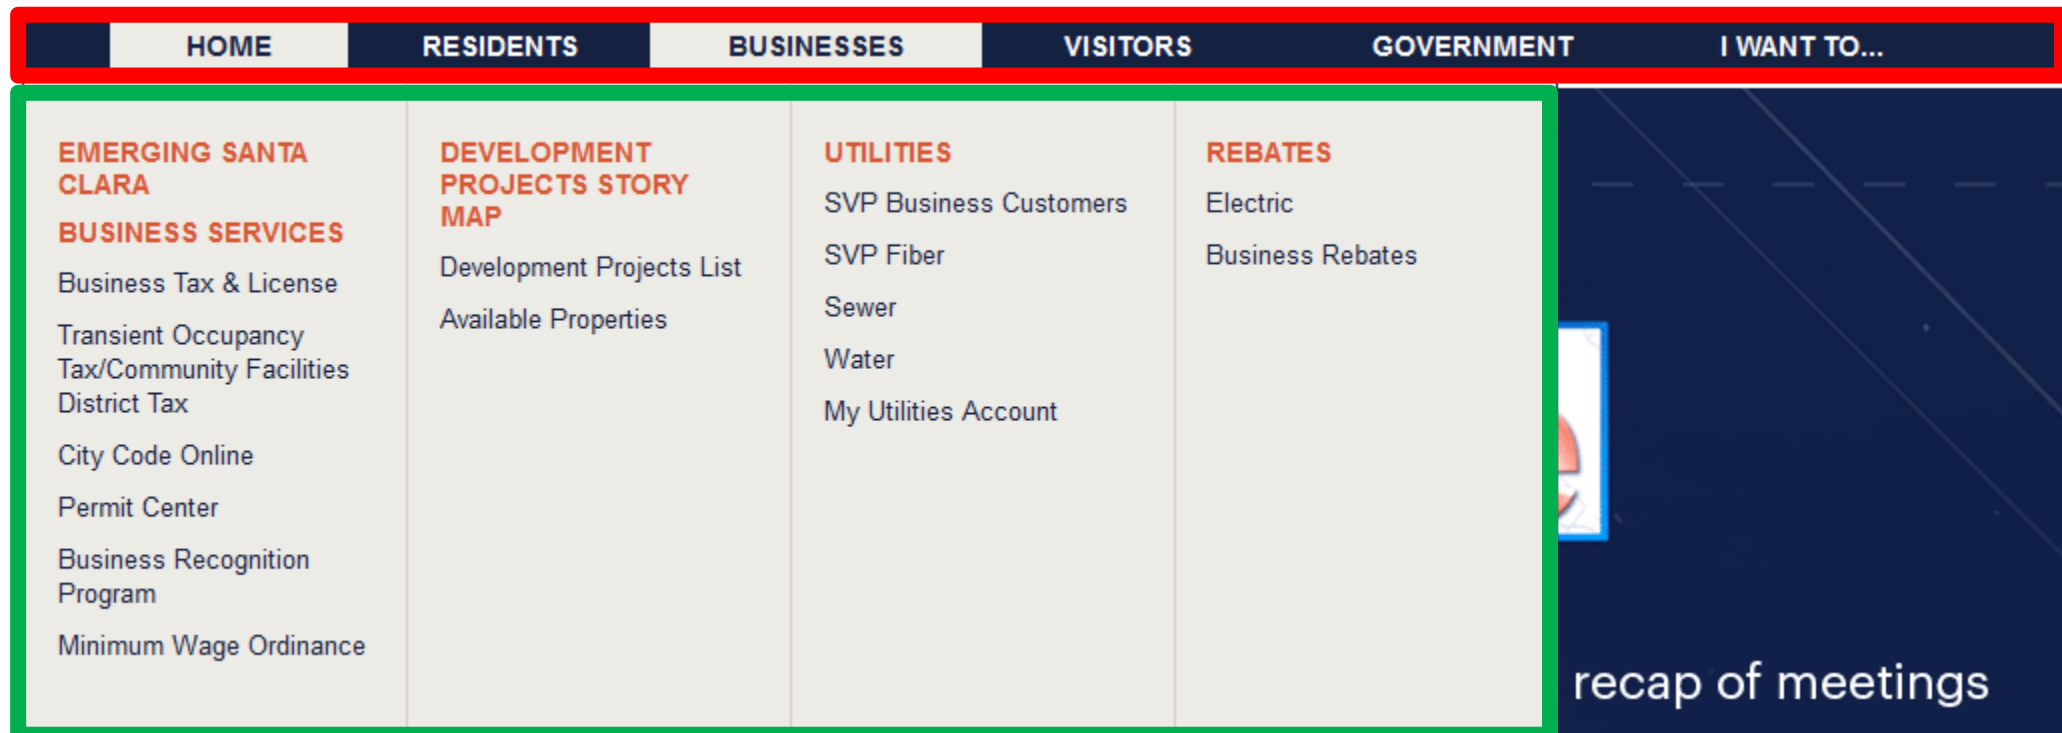 HOME RESIDENTS BUSINESSES VISITORS GOVERNMENT I WANT TO...
EMERGING SANTA
CLARA
BUSINESS SERVICES
Business Tax & License
Transient Occupancy
Tax/Community Facilities
District Tax
City Code Online
Permit Center
Business Recognition
Program
Minimum Wage Ordinance
DEVELOPMENT
PROJECTS STORY
MAP
Development Projects List
Available Properties
UTILITIES
SVP Business Customers
SVP Fiber
Sewer
Water
My Utilities Account
REBATES
Electric
Business Rebates
recap of meetings